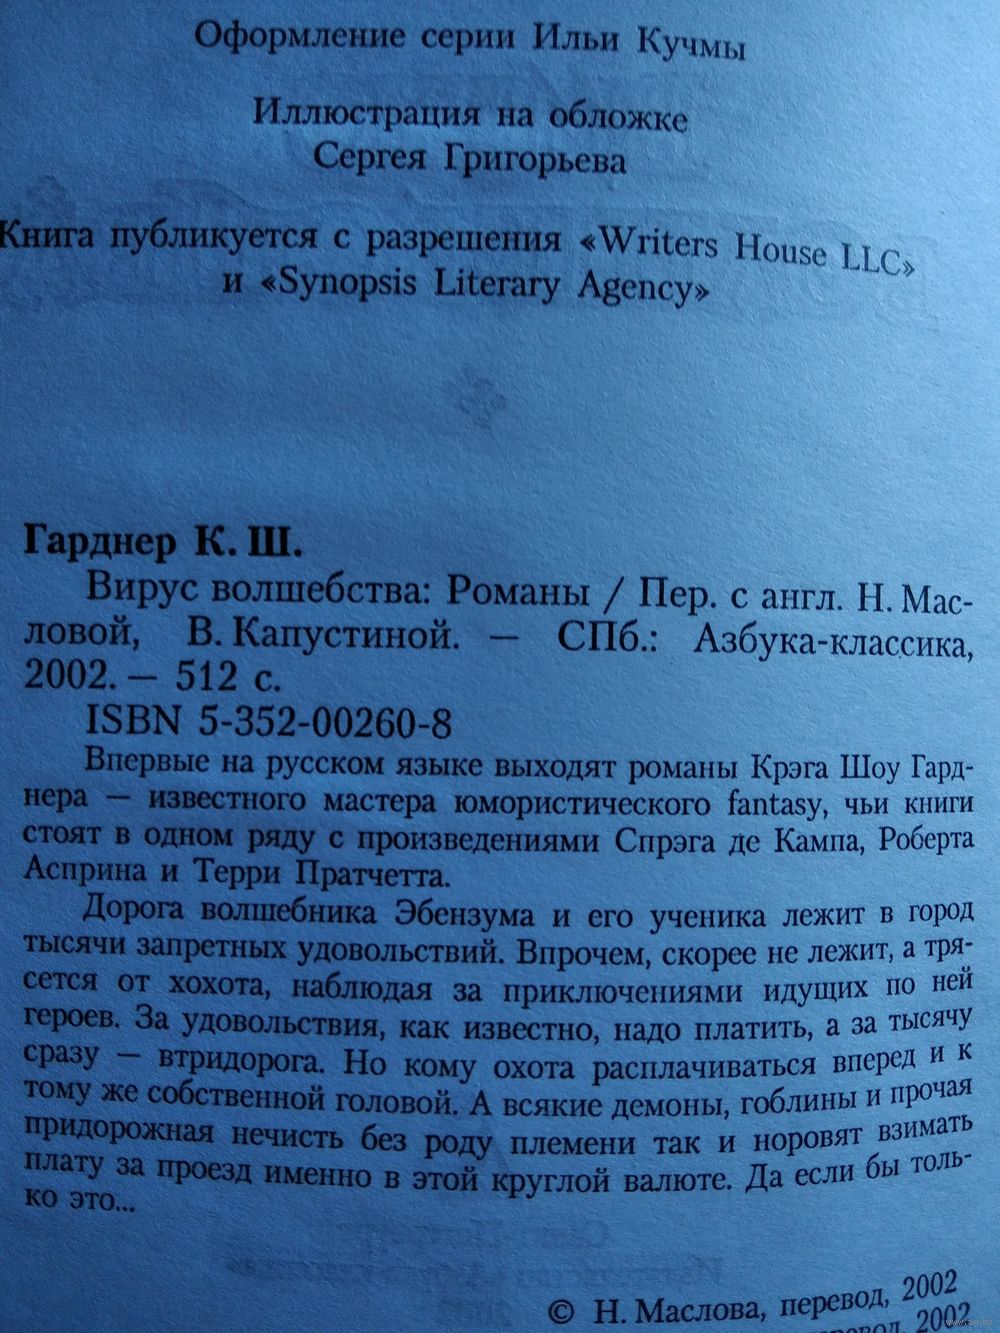 Оформление серии Ильи Кучмы
Иллюстрация на обложке
Сергея Григорьева
Книга публикуется с разрешения «Writers House LLC»
и «Synopsis Literary Agency»
Гарднер К. Ш.
Вирус волшебства: Романы / Пер. с англ. Н. Мас-
ловой, В. Капустиной. — СПб.: Азбука-классика,
2002. — 512 с.
ISBN 5-352-00260-8
Впервые на русском языке выходят романы Крэга Шоу Гард-
нера — известного мастера юмористического fantasy, чьи книги
стоят в одном ряду с произведениями Спрэга де Кампа, Роберта
Асприна и Терри Пратчетта.
Дорога волшебника Эбензума и его ученика лежит в город
тысячи запретных удовольствий. Впрочем, скорее не лежит, а тря-
сется от хохота, наблюдая за приключениями идущих по ней
героев. За удовольствия, как известно, надо платить, а за тысячу
сразу — втридорога. Но кому охота расплачиваться вперед и к
тому же собственной головой. А всякие демоны, гоблины и прочая
придорожная нечисть без роду племени так и норовят взимать
плату за проезд именно в этой круглой валюте. Да если бы толь-
ко это...
© Н. Маслова, перевод, 2002
2002